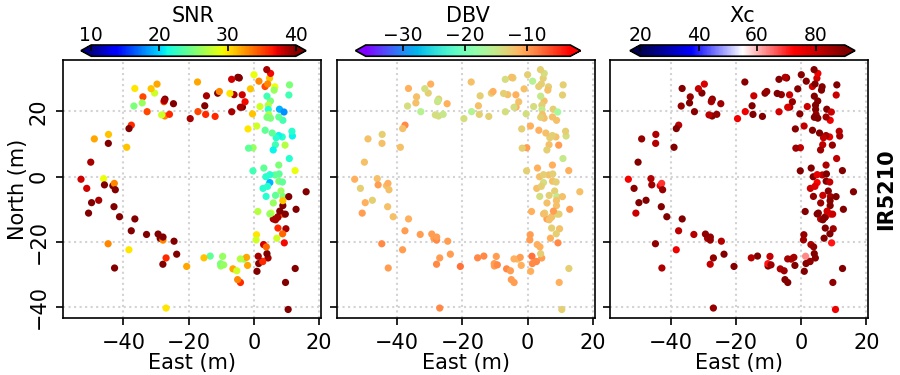 SNR DBV Xc
10 20 30 40 −30 −20 −10 20 40 60 80
20
0
−20
−40
North (m)
−40 −20 0 20 −40 −20 0 20 −40 −20 0 20
East (m) East (m) East (m)
IR5210